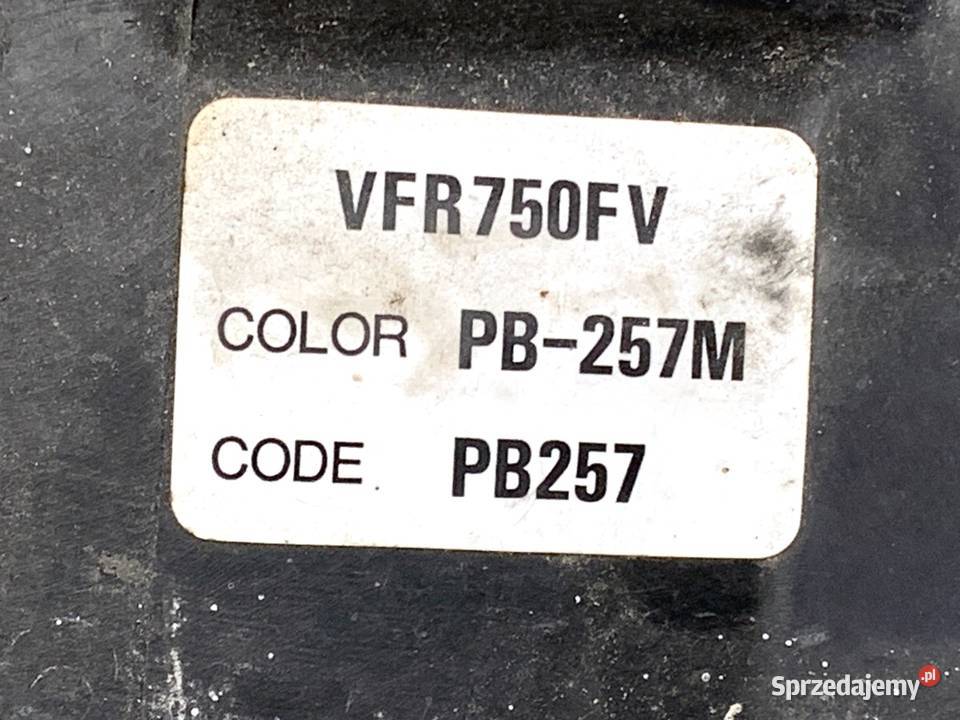 VFR750FV
COLOR PB-257M
CODE PB257
Sprzedajemy.pl